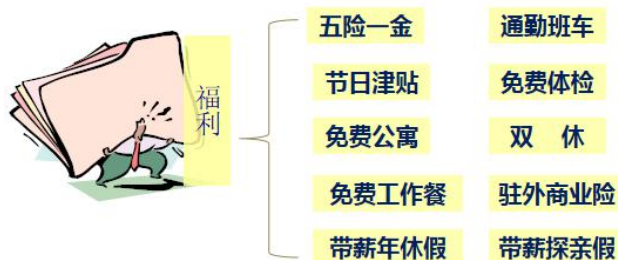 福利
五险一金 通勤班车
节日津贴 免费体检
免费公寓 双 休
免费工作餐 驻外商业险
带薪年休假 带薪探亲假